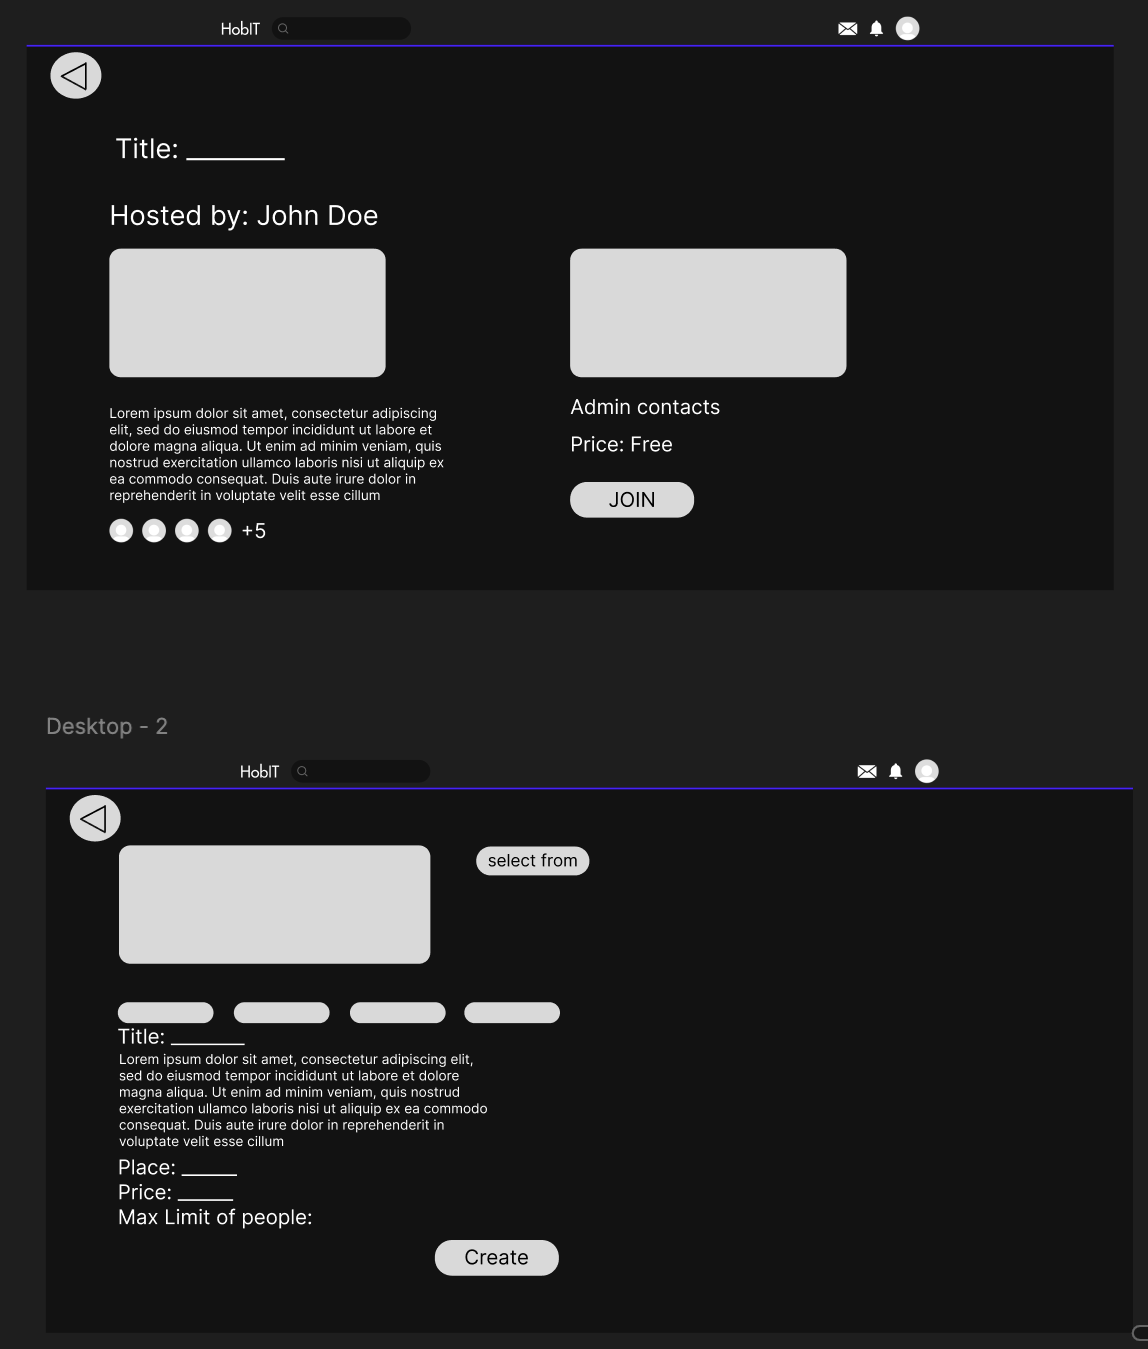 HobIT
Title: _______
Hosted by: John Doe
Lorem ipsum dolor sit amet, consectetur adipiscing
elit, sed do eiusmod tempor incididunt ut labore et
dolore magna aliqua. Ut enim ad minim veniam, quis
nostrud exercitation ullamco laboris nisi ut aliquip ex
ea commodo consequat. Duis aute irure dolor in
reprehenderit in voluptate velit esse cillum
+5
Admin contacts
Price: Free
JOIN
Desktop - 2
HobIT
select from
Title: _______
Lorem ipsum dolor sit amet, consectetur adipiscing elit,
sed do eiusmod tempor incididunt ut labore et dolore
magna aliqua. Ut enim ad minim veniam, quis nostrud
exercitation ullamco laboris nisi ut aliquip ex ea commodo
consequat. Duis aute irure dolor in reprehenderit in
voluptate velit esse cillum
Place: _____
Price: _____
Max Limit of people:
Create